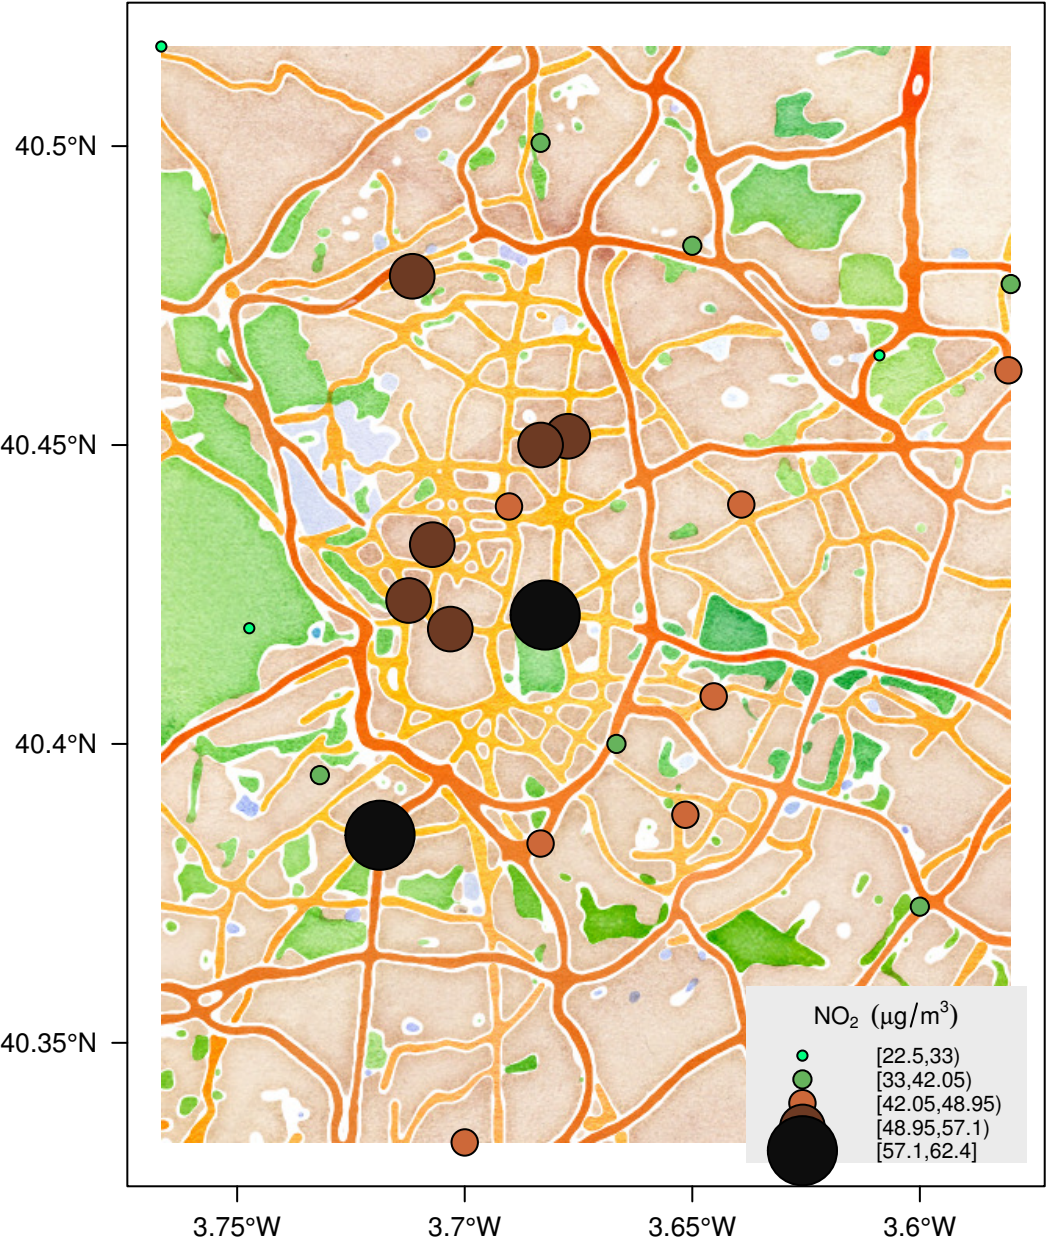 40.5°N
40.45°N
40.4°N
40.35°N
3.75°W
3.7°W
3.65°W
3.6°W
NO₂ (μg/m³)
[22.5,33)
[33,42.05)
[42.05,48.95)
[48.95,57.1)
[57.1,62.4]